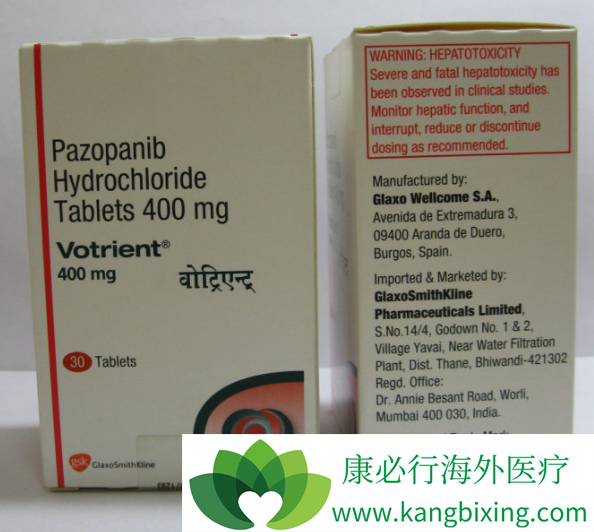 Pazopanib
Hydrochloride
Tablets 400 mg
Votrient®
400 mg
वोट्रिएन्ट्
30 Tablets
gsk GlaxoSmithKline
WARNING: HEPATOTOXICITY
Severe and fatal hepatotoxicity has
been observed in clinical studies.
Monitor hepatic function, and
interrupt, reduce or discontinue
dosing as recommended.
Manufactured by:
Glaxo Wellcome S.A.,
Avenida de Extremadura 3,
09400 Aranda de Duero,
Burgos, Spain.
Imported & Marketed by:
GlaxoSmithKline
Pharmaceuticals Limited,
S.No.14/4, Godown No. 1 & 2,
Village Yavai, Near Water Filtration
Plant, Dist. Thane, Bhiwandi-421302
Regd. Office:
Dr. Annie Besant Road, Worli,
Mumbai 400 030, India.
康必行海外医疗
www.kangbixing.com